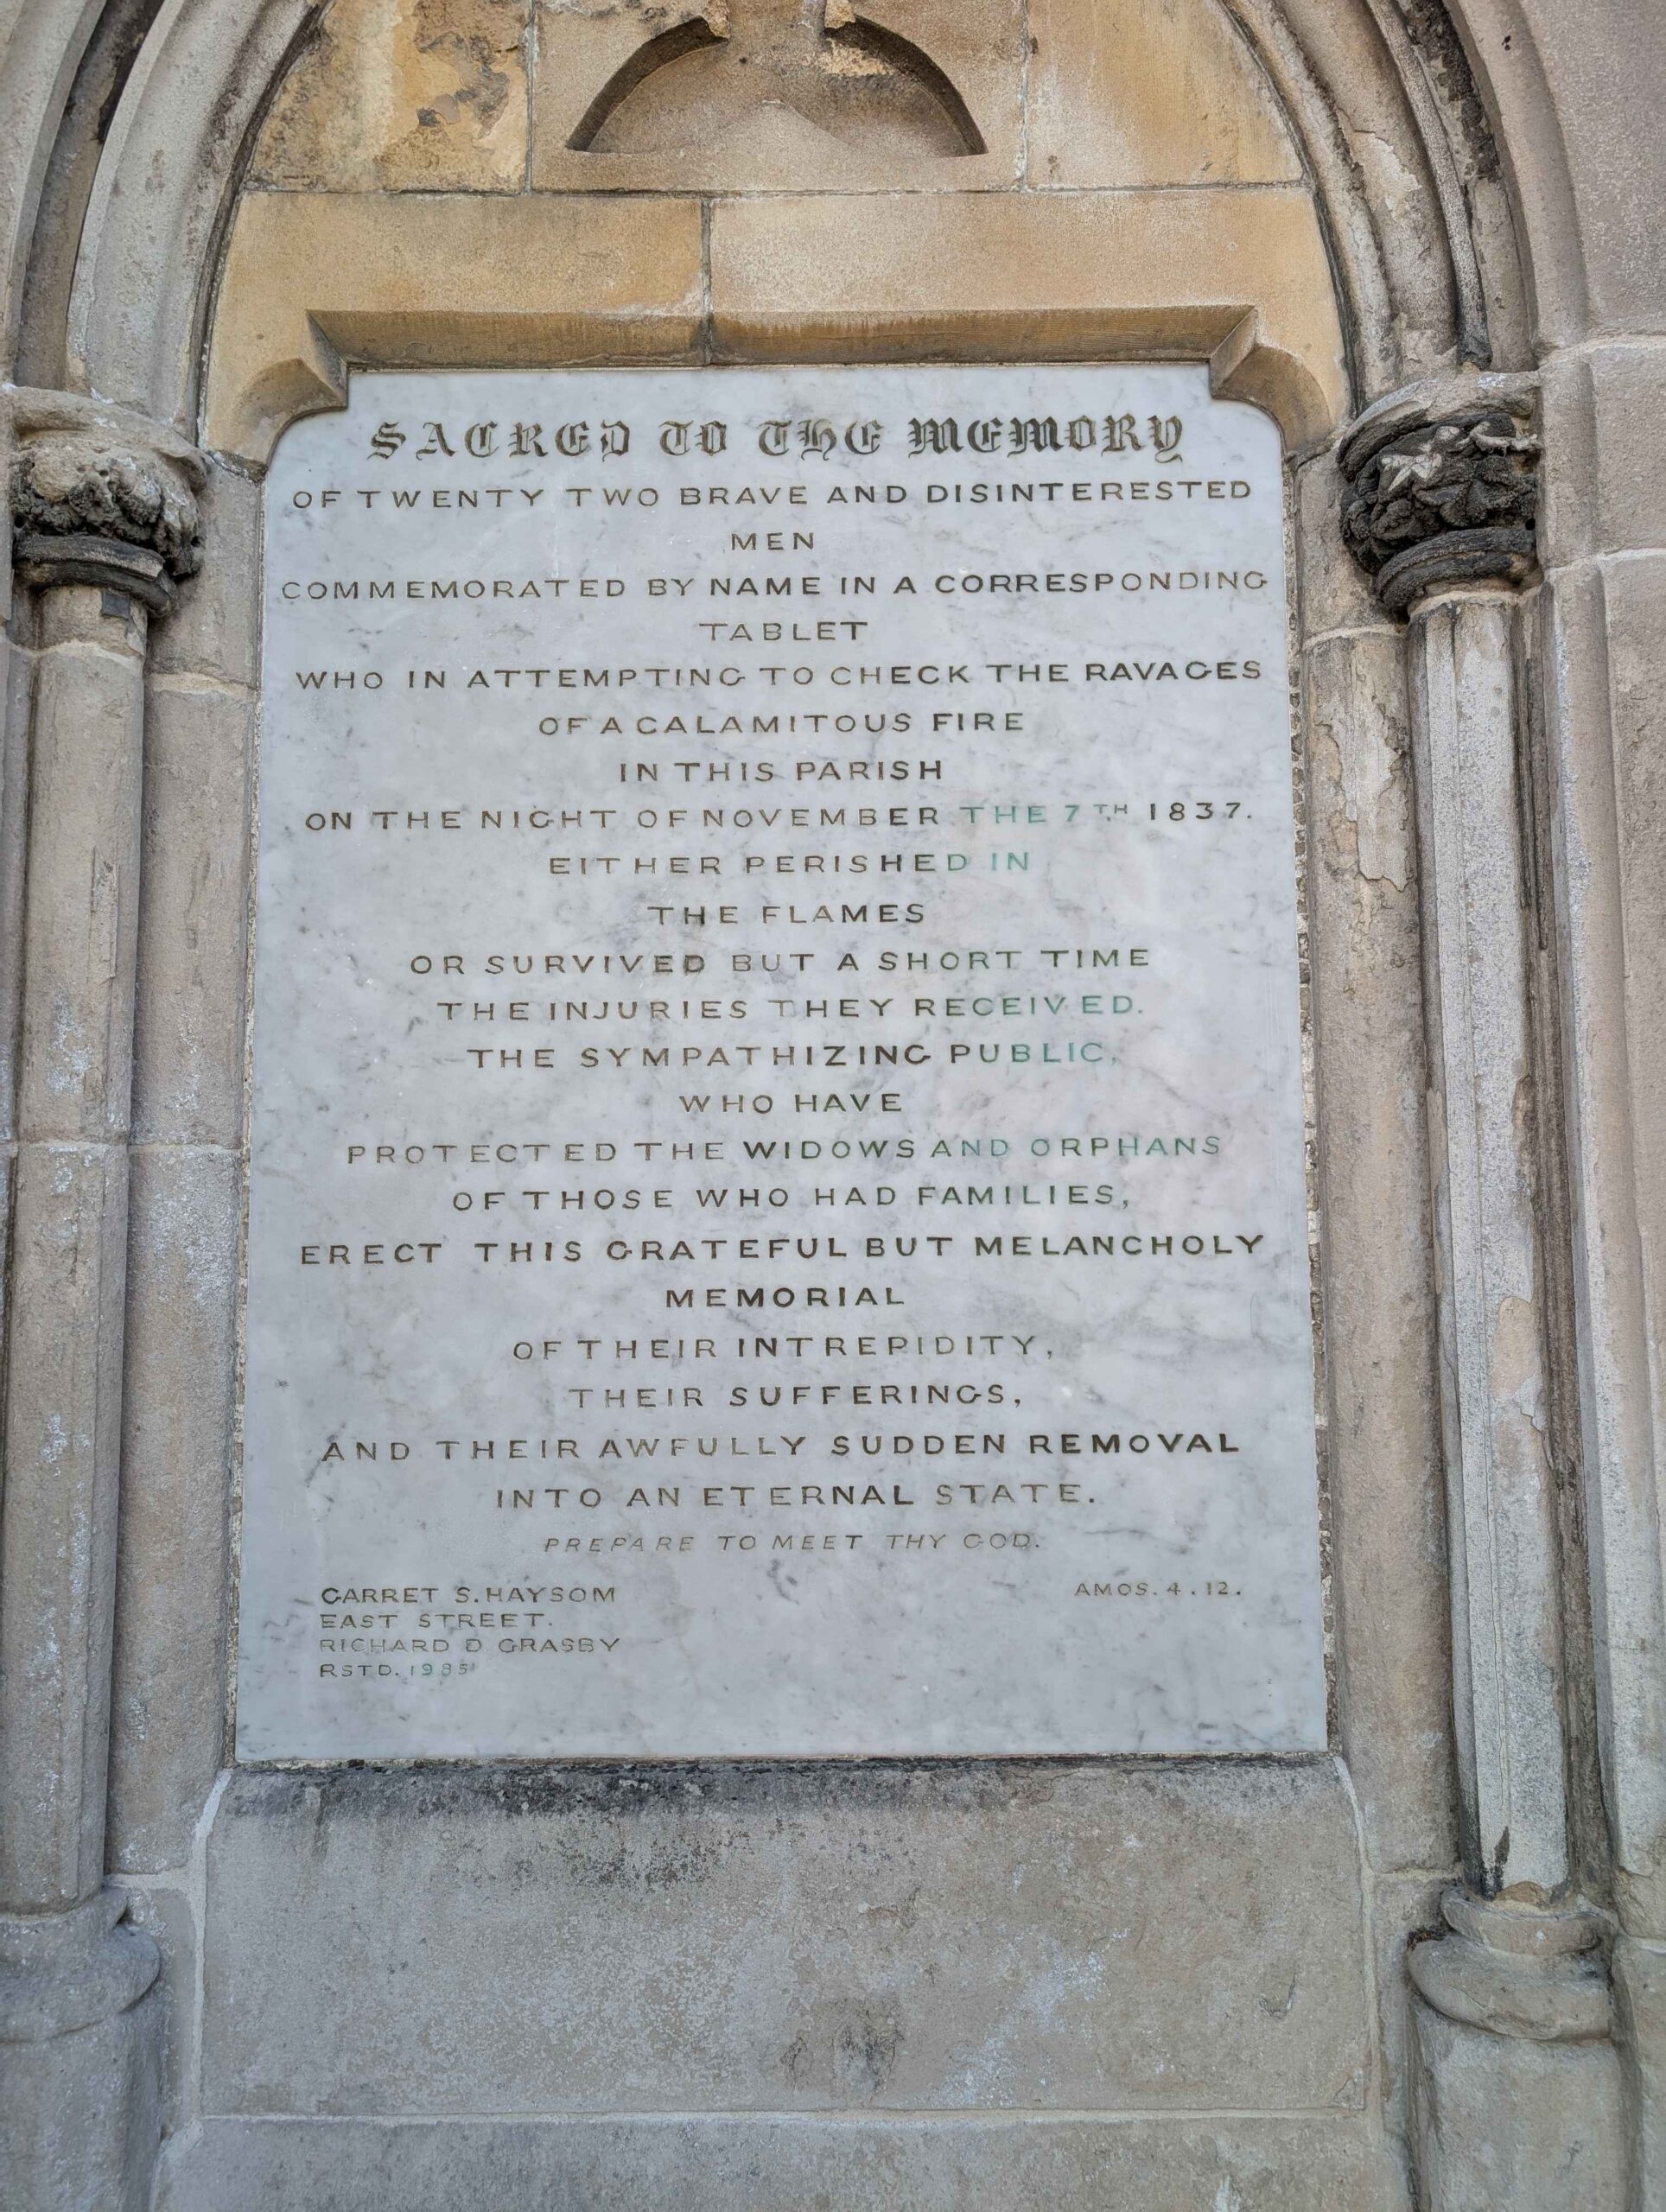 SACRED TO THE MEMORY
OF TWENTY TWO BRAVE AND DISINTERESTED
MEN
COMMEMORATED BY NAME IN A CORRESPONDING
TABLET
WHO IN ATTEMPTING TO CHECK THE RAVAGES
OF A CALAMITOUS FIRE
IN THIS PARISH
ON THE NIGHT OF NOVEMBER THE 7TH 1837.
EITHER PERISHED IN
THE FLAMES
OR SURVIVED BUT A SHORT TIME
THE INJURIES THEY RECEIVED.
THE SYMPATHIZING PUBLIC,
WHO HAVE
PROTECTED THE WIDOWS AND ORPHANS
OF THOSE WHO HAD FAMILIES,
ERECT THIS GRATEFUL BUT MELANCHOLY
MEMORIAL
OF THEIR INTREPIDITY,
THEIR SUFFERINGS,
AND THEIR AWFULLY SUDDEN REMOVAL
INTO AN ETERNAL STATE.
PREPARE TO MEET THY GOD.
AMOS. 4. 12.
GARRET S. HAYSOM
EAST STREET.
RICHARD D GRASBY
RSTD. 1985